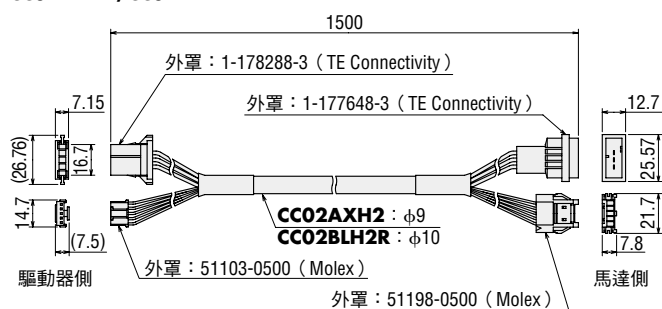 1500
外罩：1-178288-3（TE Connectivity）
7.15
外罩：1-177648-3（TE Connectivity）
12.7
(26.76)
16.7
25.57
14.7
CC02AXH2：φ9
21.7
(7.5)
CC02BLH2R：φ10
7.8
驅動器側
外罩：51103-0500（Molex）
馬達側
外罩：51198-0500（Molex）